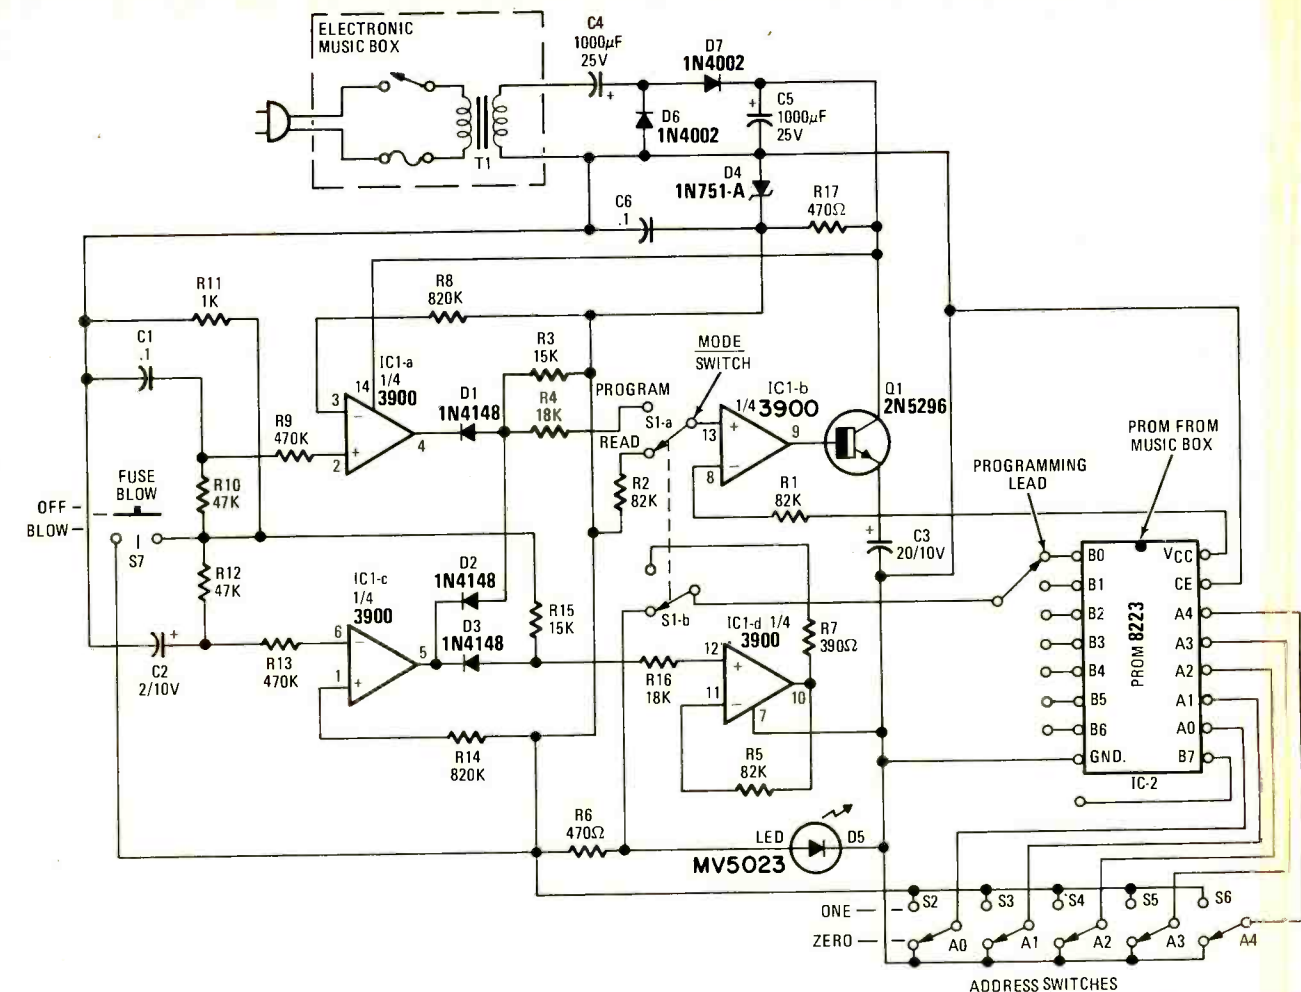 ELECTRONIC
MUSIC BOX
T1
C4
1000µF
25V
+
D7
1N4002
D6
1N4002
+
C5
1000µF
25V
D4
1N751-A
R17
470Ω
C6
.1
R11
1K
R8
820K
C1
.1
IC1-a
1/4
3900
14
3
−
+
2
4
D1
1N4148
R3
15K
R4
18K
R9
470K
PROGRAM
READ
S1-a
MODE
SWITCH
IC1-b
1/4 3900
13
+
−
8
9
Q1
2N5296
R2
82K
R1
82K
+
C3
20/10V
PROGRAMMING
LEAD
PROM FROM
MUSIC BOX
FUSE
BLOW
OFF
BLOW
S7
R10
47K
R12
47K
C2
2/10V
+
R13
470K
IC1-c
1/4
3900
6
−
+
1
5
D2
1N4148
D3
1N4148
R15
15K
R14
820K
S1-b
R16
18K
IC1-d 1/4
3900
12
+
−
11
7
10
R7
390Ω
R5
82K
R6
470Ω
LED
D5
MV5023
B0
B1
B2
B3
B4
B5
B6
GND.
PROM 8223
VCC
CE
A4
A3
A2
A1
A0
B7
IC-2
ONE
ZERO
S2
S3
S4
S5
S6
A0
A1
A2
A3
A4
ADDRESS SWITCHES